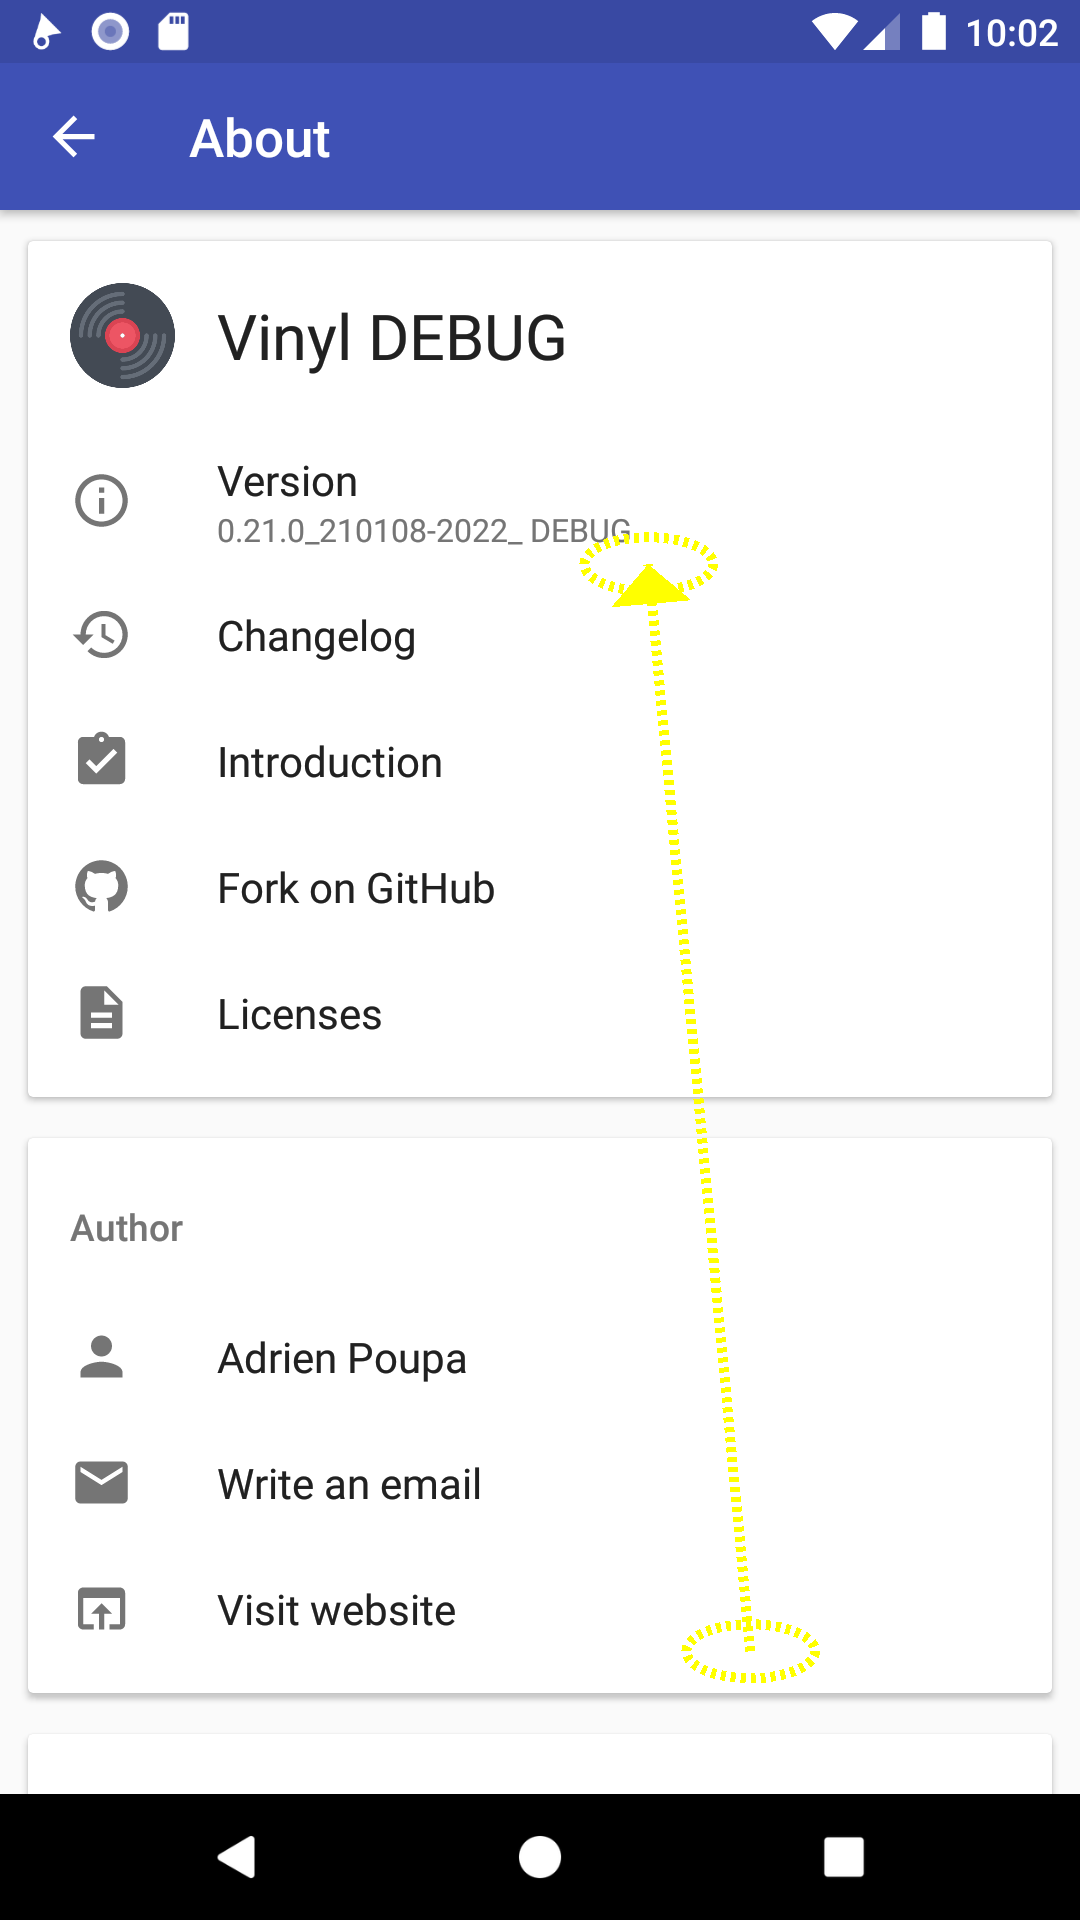 10:02
About
Vinyl DEBUG
Version
0.21.0_210108-2022_ DEBUG
Changelog
Introduction
Fork on GitHub
Licenses
Author
Adrien Poupa
Write an email
Visit website